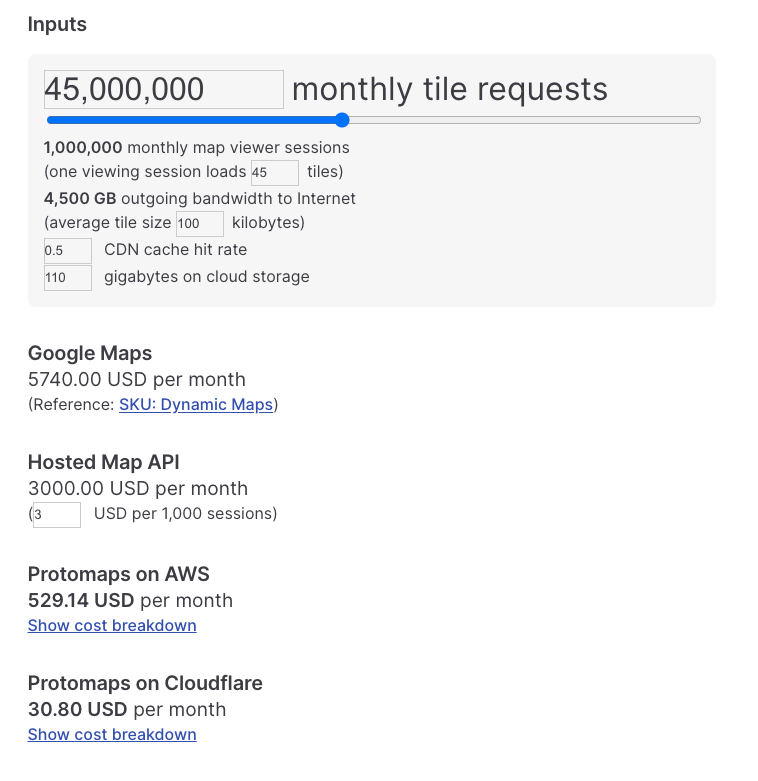 Inputs
45,000,000 monthly tile requests
1,000,000 monthly map viewer sessions
(one viewing session loads 45 tiles)
4,500 GB outgoing bandwidth to Internet
(average tile size 100 kilobytes)
0.5 CDN cache hit rate
110 gigabytes on cloud storage
Google Maps
5740.00 USD per month
(Reference: SKU: Dynamic Maps)
Hosted Map API
3000.00 USD per month
(3 USD per 1,000 sessions)
Protomaps on AWS
529.14 USD per month
Show cost breakdown
Protomaps on Cloudflare
30.80 USD per month
Show cost breakdown